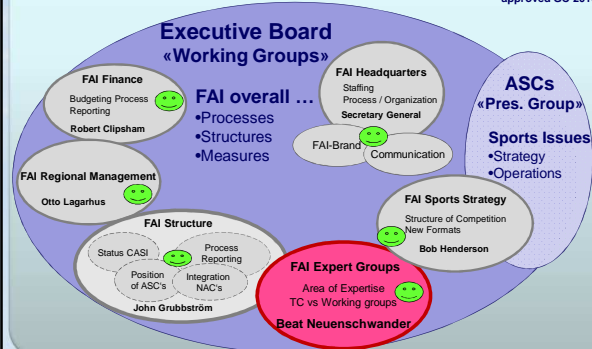 Executive Board
«Working Groups»
FAI Finance
Budgeting Process
Reporting
Robert Clipsham
FAI overall …
•Processes
•Structures
•Measures
FAI Headquarters
Staffing
Process / Organization
Secretary General
FAI-Brand
Communication
ASCs
«Pres. Group»
Sports Issues
•Strategy
•Operations
FAI Regional Management
Otto Lagarhus
FAI Sports Strategy
Structure of Competition
New Formats
Bob Henderson
FAI Structure
Status CASI
Process
Reporting
Position
of ASC's
Integration
NAC's
John Grubbström
FAI Expert Groups
Area of Expertise
TC vs Working groups
Beat Neuenschwander